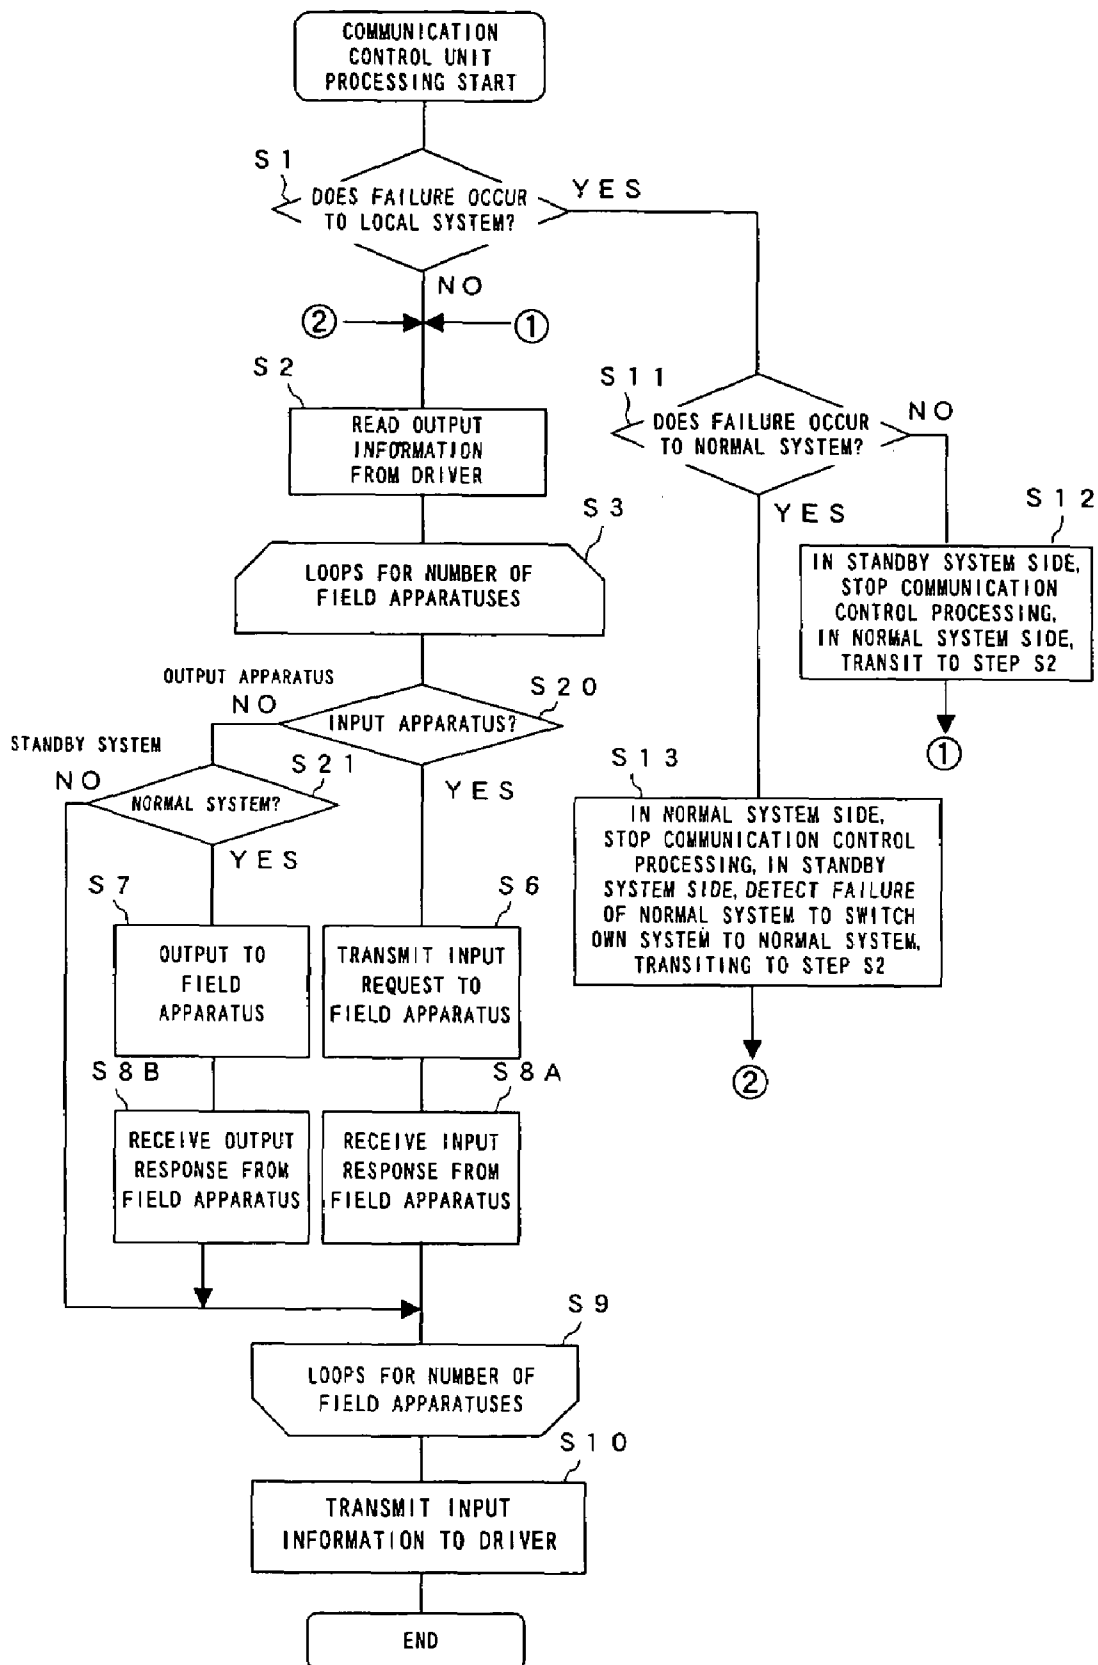 COMMUNICATION
CONTROL UNIT
PROCESSING START
S1
DOES FAILURE OCCUR
TO LOCAL SYSTEM?
YES
NO
②
①
S2
READ OUTPUT
INFORMATION
FROM DRIVER
S11
DOES FAILURE OCCUR
TO NORMAL SYSTEM?
NO
YES
S12
IN STANDBY SYSTEM SIDE,
STOP COMMUNICATION
CONTROL PROCESSING,
IN NORMAL SYSTEM SIDE,
TRANSIT TO STEP S2
①
S3
LOOPS FOR NUMBER OF
FIELD APPARATUSES
OUTPUT APPARATUS
NO
S20
INPUT APPARATUS?
YES
STANDBY SYSTEM
NO
S21
NORMAL SYSTEM?
YES
S13
IN NORMAL SYSTEM SIDE,
STOP COMMUNICATION CONTROL
PROCESSING, IN STANDBY
SYSTEM SIDE, DETECT FAILURE
OF NORMAL SYSTEM TO SWITCH
OWN SYSTEM TO NORMAL SYSTEM,
TRANSITING TO STEP S2
②
S7
OUTPUT TO
FIELD
APPARATUS
S6
TRANSMIT INPUT
REQUEST TO
FIELD APPARATUS
S8B
RECEIVE OUTPUT
RESPONSE FROM
FIELD APPARATUS
S8A
RECEIVE INPUT
RESPONSE FROM
FIELD APPARATUS
S9
LOOPS FOR NUMBER OF
FIELD APPARATUSES
S10
TRANSMIT INPUT
INFORMATION TO DRIVER
END